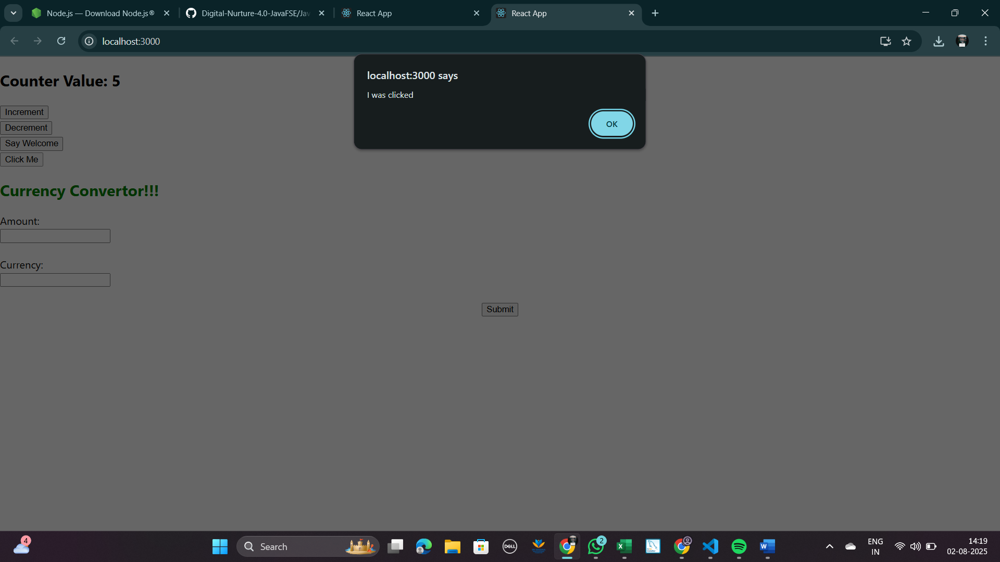 Node.js — Download Node.js®
Digital-Nurture-4.0-JavaFSE/Jav
React App
React App
localhost:3000
localhost:3000 says
I was clicked
OK
Counter Value: 5
Increment
Decrement
Say Welcome
Click Me
Currency Convertor!!!
Amount:
Currency:
Submit
4
Search
DELL
2
ENG
IN
14:19
02-08-2025